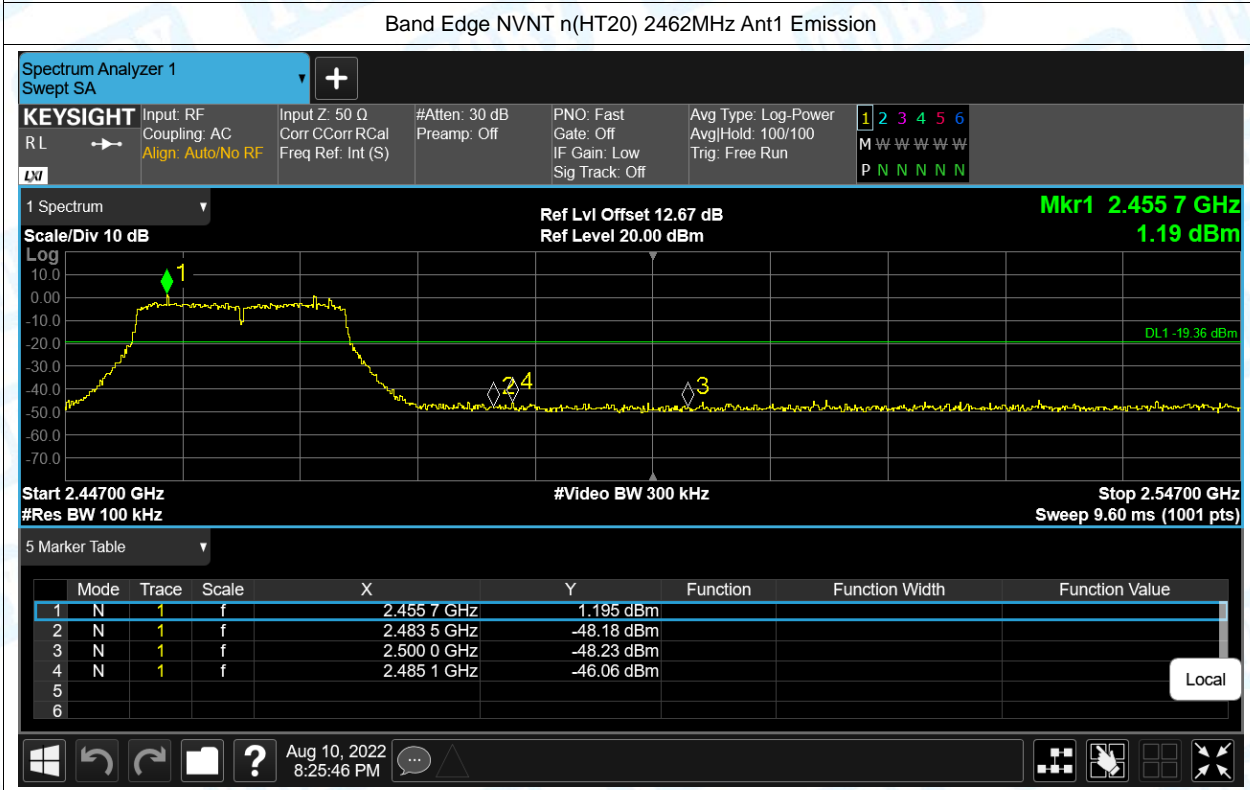 Band Edge NVNT n(HT20) 2462MHz Ant1 Emission
Spectrum Analyzer 1
Swept SA
+
KEYSIGHT Input: RF Input Z: 50 Ω #Atten: 30 dB PNO: Fast Avg Type: Log-Power 1 2 3 4 5 6
RL Coupling: AC Corr CCorr RCal Preamp: Off Gate: Off Avg|Hold: 100/100 M W W W W W
Align: Auto/No RF Freq Ref: Int (S) IF Gain: Low Trig: Free Run
LXI Sig Track: Off P N N N N N
1 Spectrum Ref Lvl Offset 12.67 dB Mkr1 2.455 7 GHz
Scale/Div 10 dB Ref Level 20.00 dBm 1.19 dBm
Log
10.0 1
0.00
-10.0
-20.0 DL1 -19.36 dBm
-30.0
-40.0 2 4 3
-50.0
-60.0
-70.0
Start 2.44700 GHz #Video BW 300 kHz Stop 2.54700 GHz
#Res BW 100 kHz Sweep 9.60 ms (1001 pts)
5 Marker Table
Mode Trace Scale X Y Function Function Width Function Value
1 N 1 f 2.455 7 GHz 1.195 dBm
2 N 1 f 2.483 5 GHz -48.18 dBm
3 N 1 f 2.500 0 GHz -48.23 dBm
4 N 1 f 2.485 1 GHz -46.06 dBm
5
6
Local
? Aug 10, 2022
8:25:46 PM